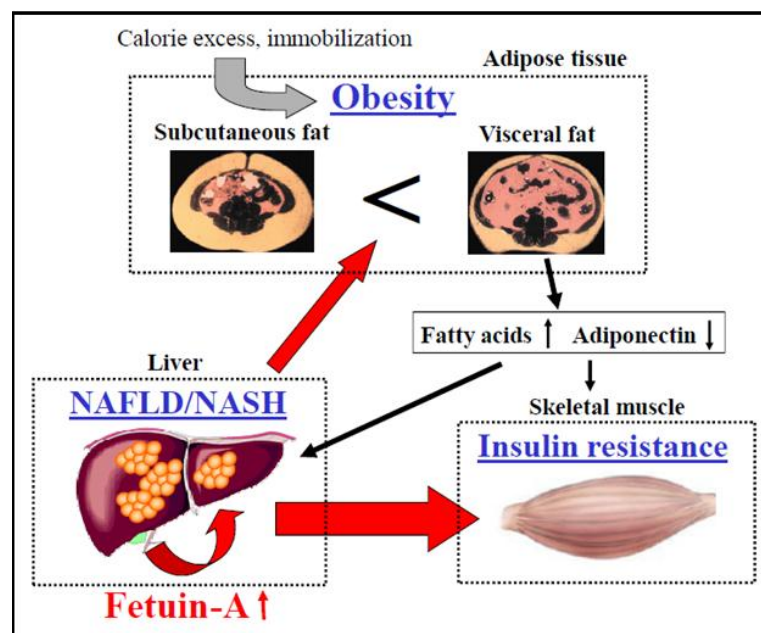 Calorie excess, immobilization
Adipose tissue
Obesity
Subcutaneous fat
Visceral fat
<
Fatty acids ↑ Adiponectin ↓
Liver
NAFLD/NASH
Skeletal muscle
Insulin resistance
Fetuin-A ↑